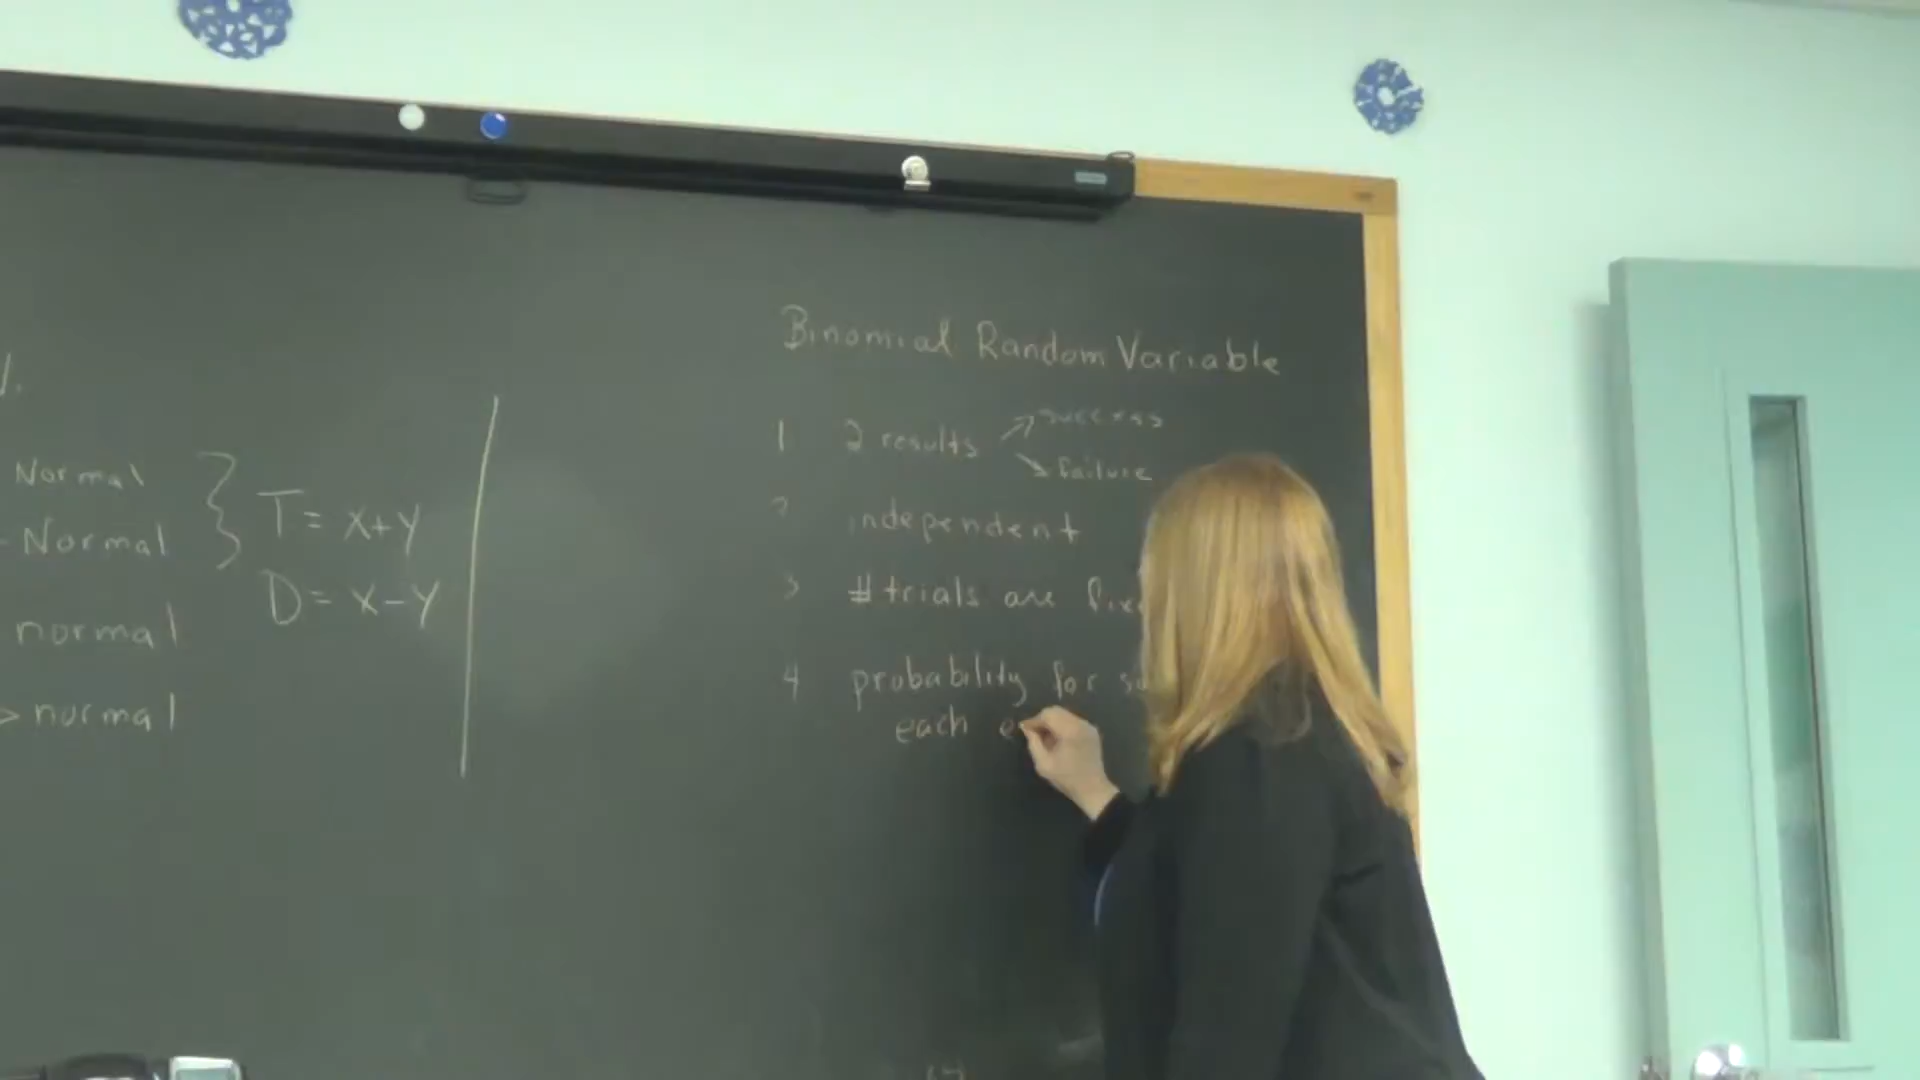 Normal
Normal
normal
> normal
T = X+Y
D = X-Y
Binomial Random Variable
1 2 results success
failure
2 independent
3 # trials are
4 probability for
each